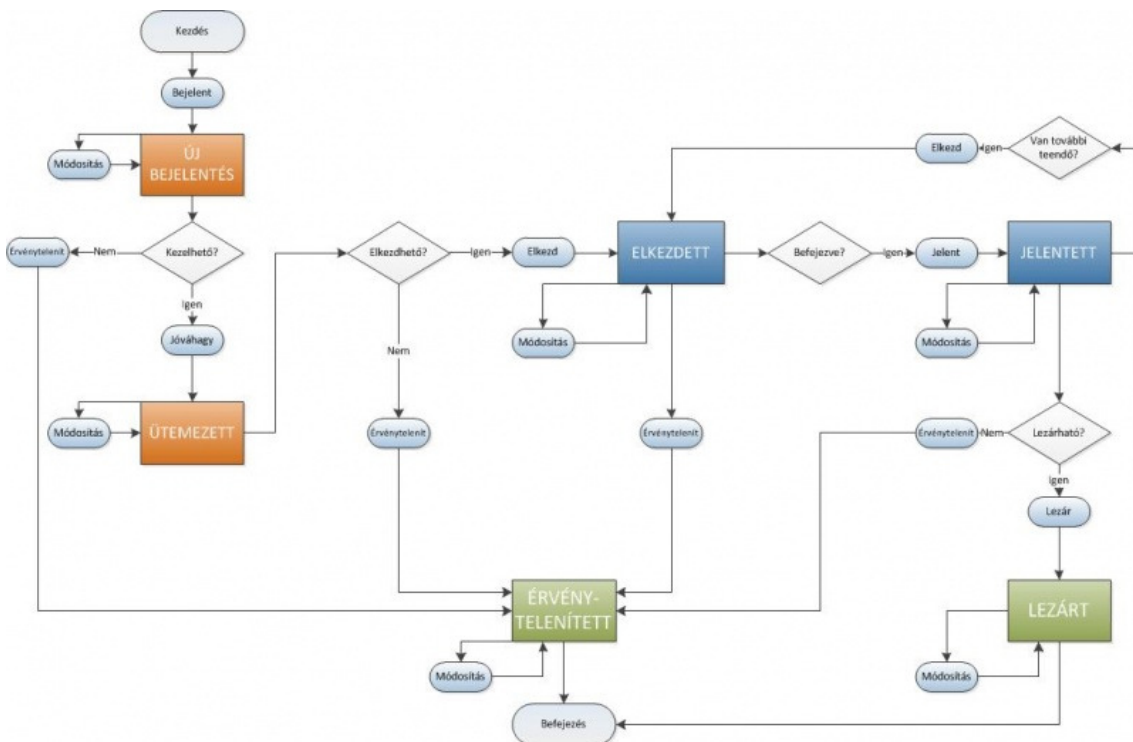 Kezdés
Bejelent
Módosítás
ÚJ
BEJELENTÉS
Érvénytelenít
Nem
Kezelhető?
Igen
Jóváhagy
Módosítás
ÜTEMEZETT
Elkezdhető?
Igen
Elkezd
Nem
Érvénytelenít
ELKEZDETT
Módosítás
Érvénytelenít
Befejezve?
Igen
Jelent
JELENTETT
Elkezd
Igen
Van további
teendő?
Módosítás
Érvénytelenít
Nem
Lezárható?
Igen
Lezár
LEZÁRT
Módosítás
ÉRVÉNY-
TELENÍTETT
Módosítás
Befejezés